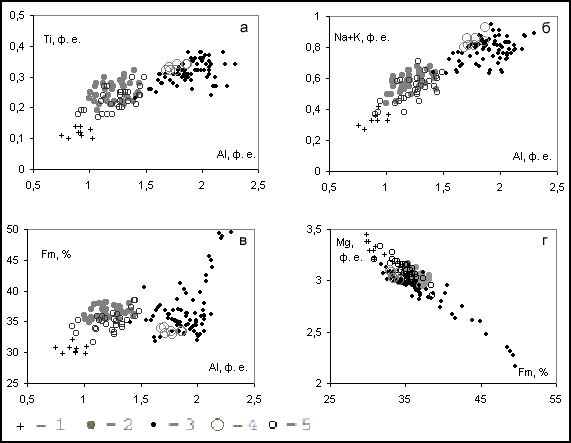 а
Ti, ф. е.
0,5
0,4
0,3
0,2
0,1
0
Al, ф. е.
0,5 1 1,5 2 2,5
б
Na+K, ф. е.
1
0,8
0,6
0,4
0,2
0
Al, ф. е.
0,5 1 1,5 2 2,5
в
Fm, %
50
45
40
35
30
25
Al, ф. е.
0,5 1 1,5 2 2,5
г
Mg, ф. е.
3,5
3
2,5
2
Fm, %
25 35 45 55
+ – 1 – 2 – 3 – 4 – 5